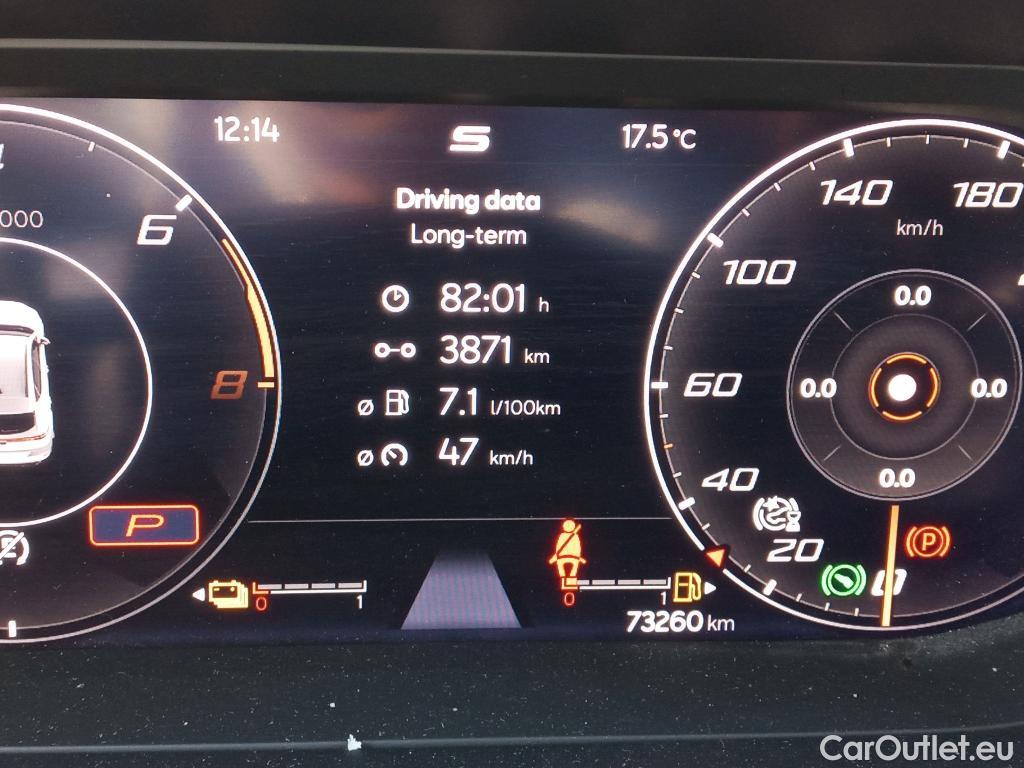 12:14
17.5°C
Driving data
Long-term
82:01 h
3871 km
ø 7.1 l/100km
ø 47 km/h
000
6
8
P
0 1
0 1
73260 km
180
140
100
60
40
20
0
km/h
0.0
0.0
0.0
0.0
P
CarOutlet.eu